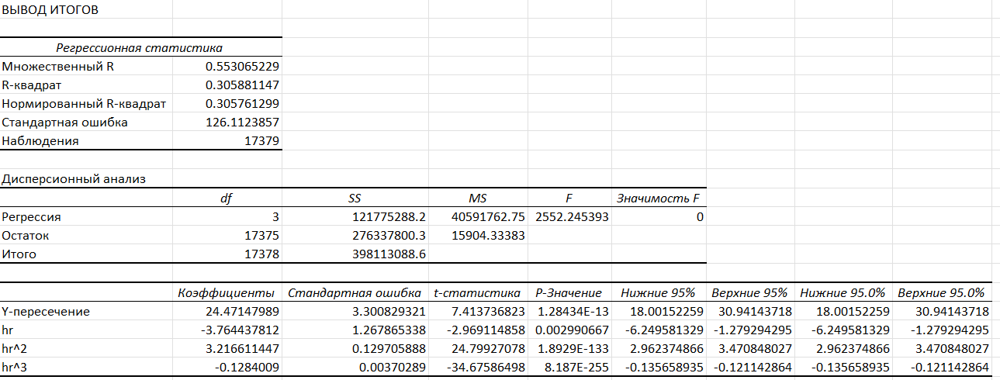 ВЫВОД ИТОГОВ
Регрессионная статистика
Множественный R 0.553065229
R-квадрат 0.305881147
Нормированный R-квадрат 0.305761299
Стандартная ошибка 126.1123857
Наблюдения 17379
Дисперсионный анализ
df SS MS F Значимость F
Регрессия 3 121775288.2 40591762.75 2552.245393 0
Остаток 17375 276337800.3 15904.33383
Итого 17378 398113088.6
Коэффициенты Стандартная ошибка t-статистика P-Значение Нижние 95% Верхние 95% Нижние 95.0% Верхние 95.0%
Y-пересечение 24.47147989 3.300829321 7.413736823 1.28434E-13 18.00152259 30.94143718 18.00152259 30.94143718
hr -3.764437812 1.267865338 -2.969114858 0.002990667 -6.249581329 -1.279294295 -6.249581329 -1.279294295
hr^2 3.216611447 0.129705888 24.79927078 1.8929E-133 2.962374866 3.470848027 2.962374866 3.470848027
hr^3 -0.1284009 0.00370289 -34.67586498 8.187E-255 -0.135658935 -0.121142864 -0.135658935 -0.121142864